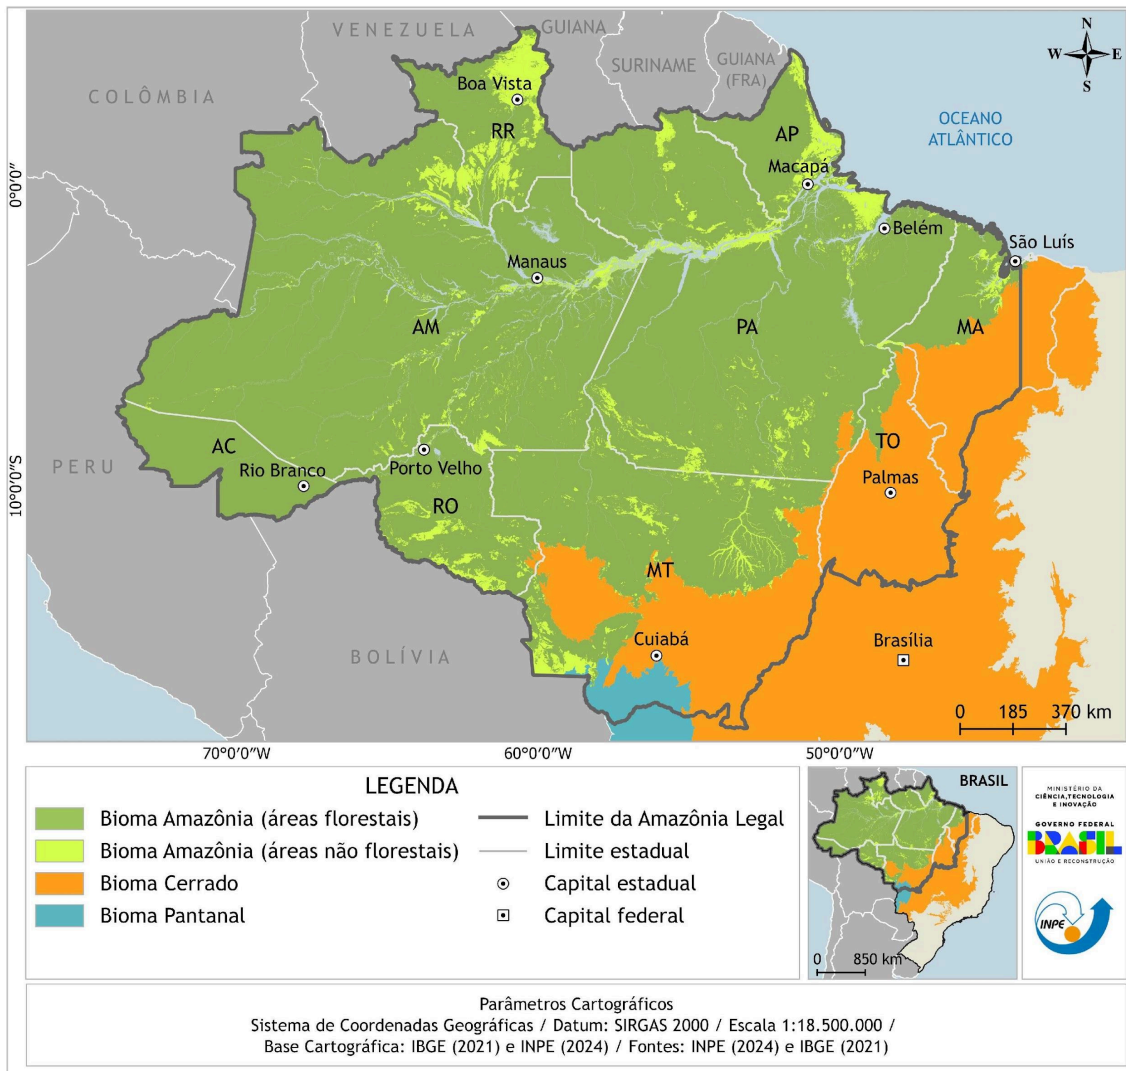 VENEZUELA
GUIANA
SURINAME
GUIANA
(FRA)
COLÔMBIA
N
W
E
S
OCEANO
ATLÂNTICO
Boa Vista
RR
AP
Macapá
0°0'0"
Belém
São Luís
Manaus
AM
PA
MA
AC
Rio Branco
Porto Velho
TO
PERU
Palmas
10°0'0"S
RO
MT
Cuiabá
Brasília
BOLÍVIA
0 185 370 km
70°0'0"W
60°0'0"W
50°0'0"W
LEGENDA
Bioma Amazônia (áreas florestais)
Bioma Amazônia (áreas não florestais)
Bioma Cerrado
Bioma Pantanal
Limite da Amazônia Legal
Limite estadual
Capital estadual
Capital federal
BRASIL
0 850 km
MINISTÉRIO DA
CIÊNCIA, TECNOLOGIA
E INOVAÇÃO
GOVERNO FEDERAL
BRASIL
UNIÃO E RECONSTRUÇÃO
INPE
Parâmetros Cartográficos
Sistema de Coordenadas Geográficas / Datum: SIRGAS 2000 / Escala 1:18.500.000 /
Base Cartográfica: IBGE (2021) e INPE (2024) / Fontes: INPE (2024) e IBGE (2021)